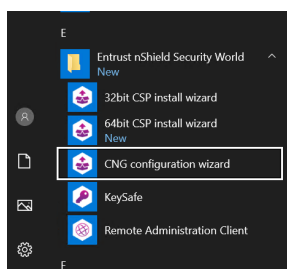 E
Entrust nShield Security World
New
32bit CSP install wizard
64bit CSP install wizard
New
CNG configuration wizard
KeySafe
Remote Administration Client
F